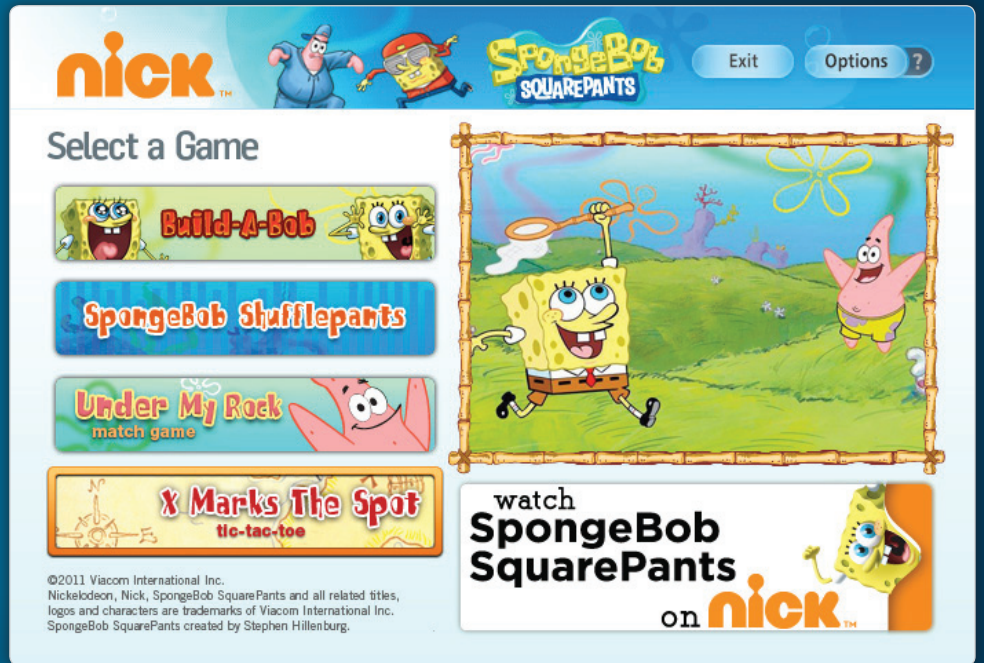 nick™
SpongeBob
SQUAREPANTS
Exit
Options ?
Select a Game
Build-A-Bob
SpongeBob Shufflepants
Under My Rock
match game
N
X Marks The Spot
tic-tac-toe
©2011 Viacom International Inc.
Nickelodeon, Nick, SpongeBob SquarePants and all related titles,
logos and characters are trademarks of Viacom International Inc.
SpongeBob SquarePants created by Stephen Hillenburg.
watch
SpongeBob
SquarePants
on nick™